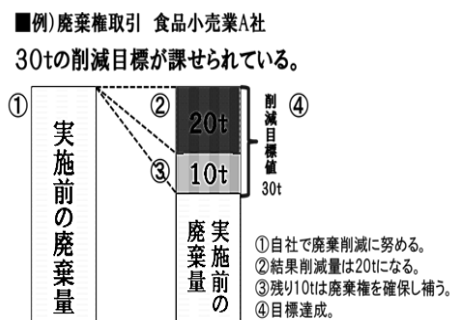 ■例)廃棄権取引 食品小売業A社
30tの削減目標が課せられている。
①
実施前の廃棄量
②
20t
③
10t
実施前の
廃棄量
削減目標値
30t
④
①自社で廃棄削減に努める。
②結果削減量は20tになる。
③残り10tは廃棄権を確保し補う。
④目標達成。